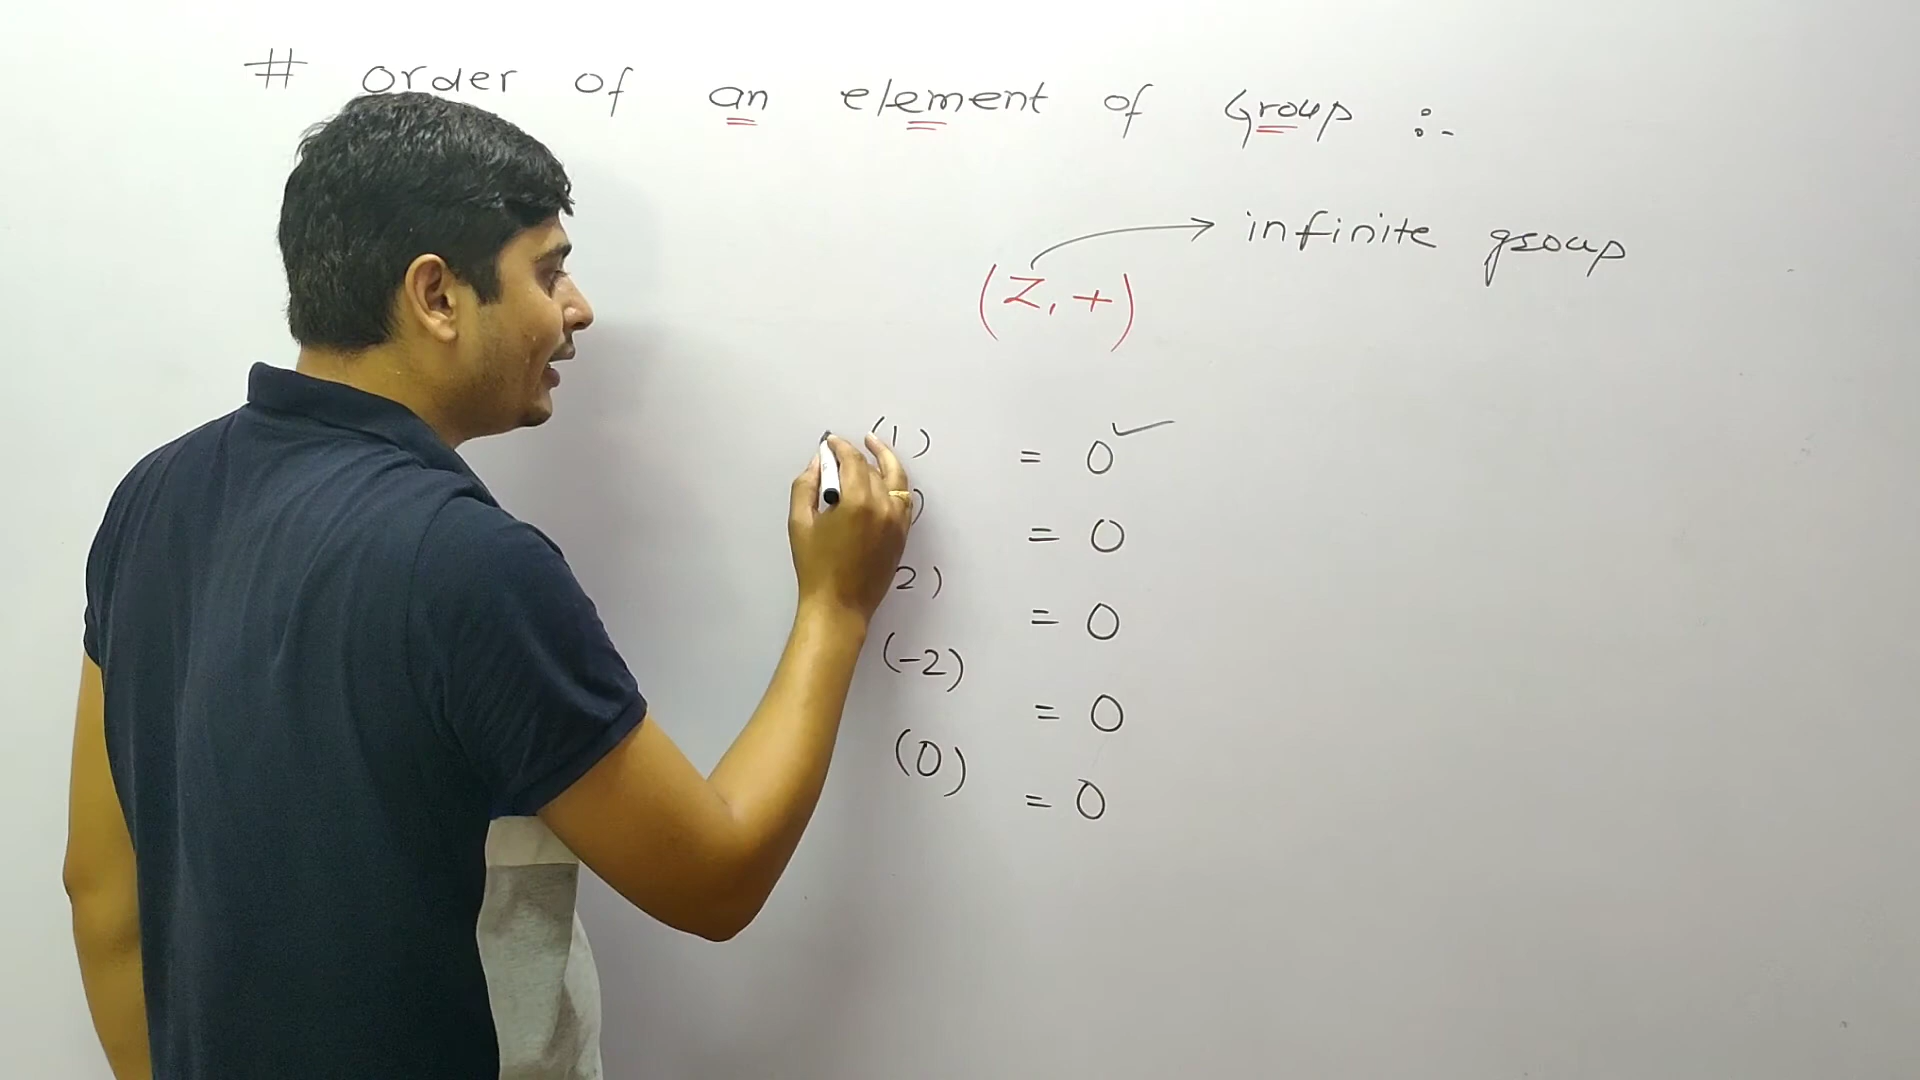 # order of an element of Group :-
infinite group
(Z, +)
(1) = 0
) = 0
2) = 0
(-2) = 0
(0) = 0